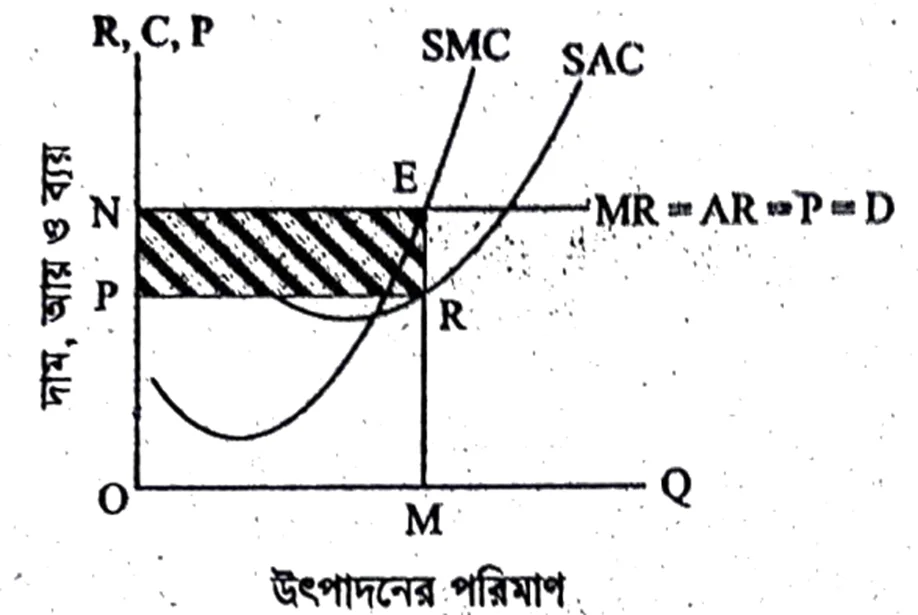 R, C, P
SMC
SAC
E
N
MR = AR = P = D
P
R
দাম, আয় ও ব্যয়
O
M
Q
উৎপাদনের পরিমাণ